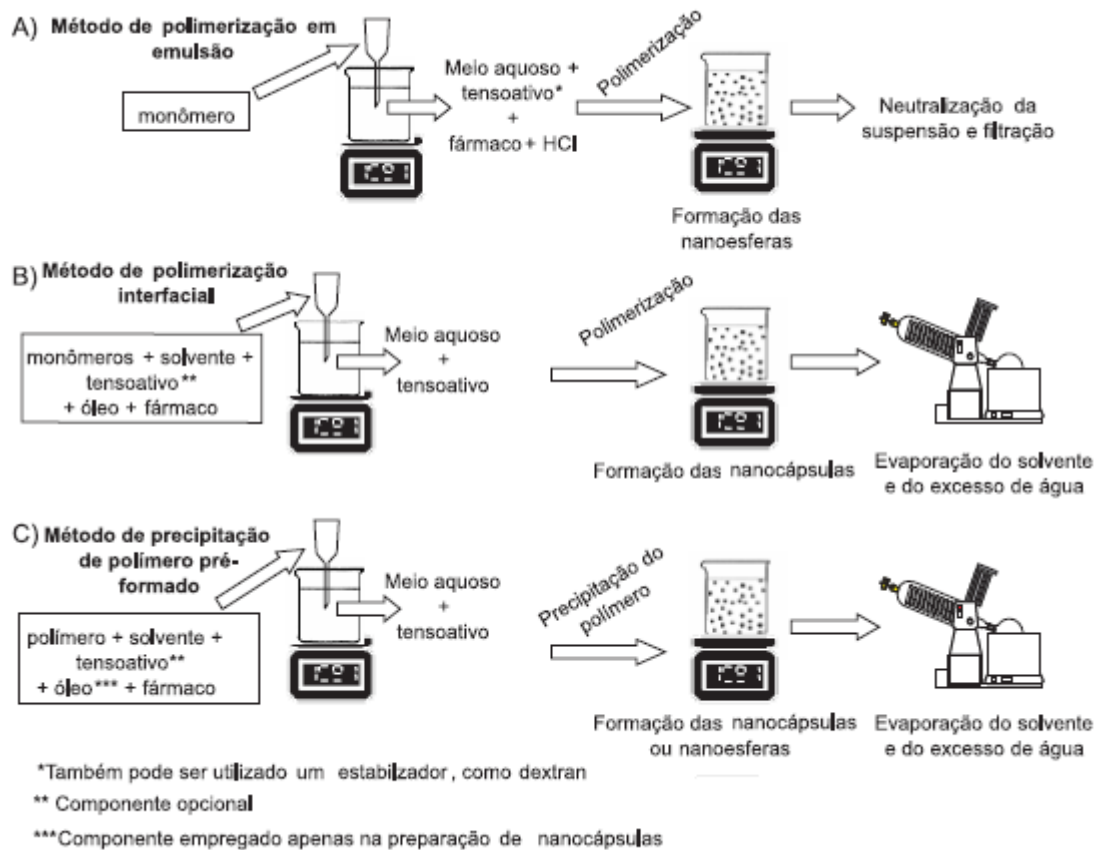 A) Método de polimerização em
emulsão
monômero
Meio aquoso +
tensoativo*
+
fármaco + HCl
Polimerização
Formação das
nanoesferas
Neutralização da
suspensão e filtração
B) Método de polimerização
interfacial
monômeros + solvente +
tensoativo**
+ óleo + fármaco
Meio aquoso
+
tensoativo
Polimerização
Formação das nanocápsulas
Evaporação do solvente
e do excesso de água
C) Método de precipitação
de polímero pré-
formado
polímero + solvente +
tensoativo**
+ óleo*** + fármaco
Meio aquoso
+
tensoativo
Precipitação do
polímero
Formação das nanocápsulas
ou nanoesferas
Evaporação do solvente
e do excesso de água
*Também pode ser utilizado um estabilzador, como dextran
** Componente opcional
***Componente empregado apenas na preparação de nanocápsulas